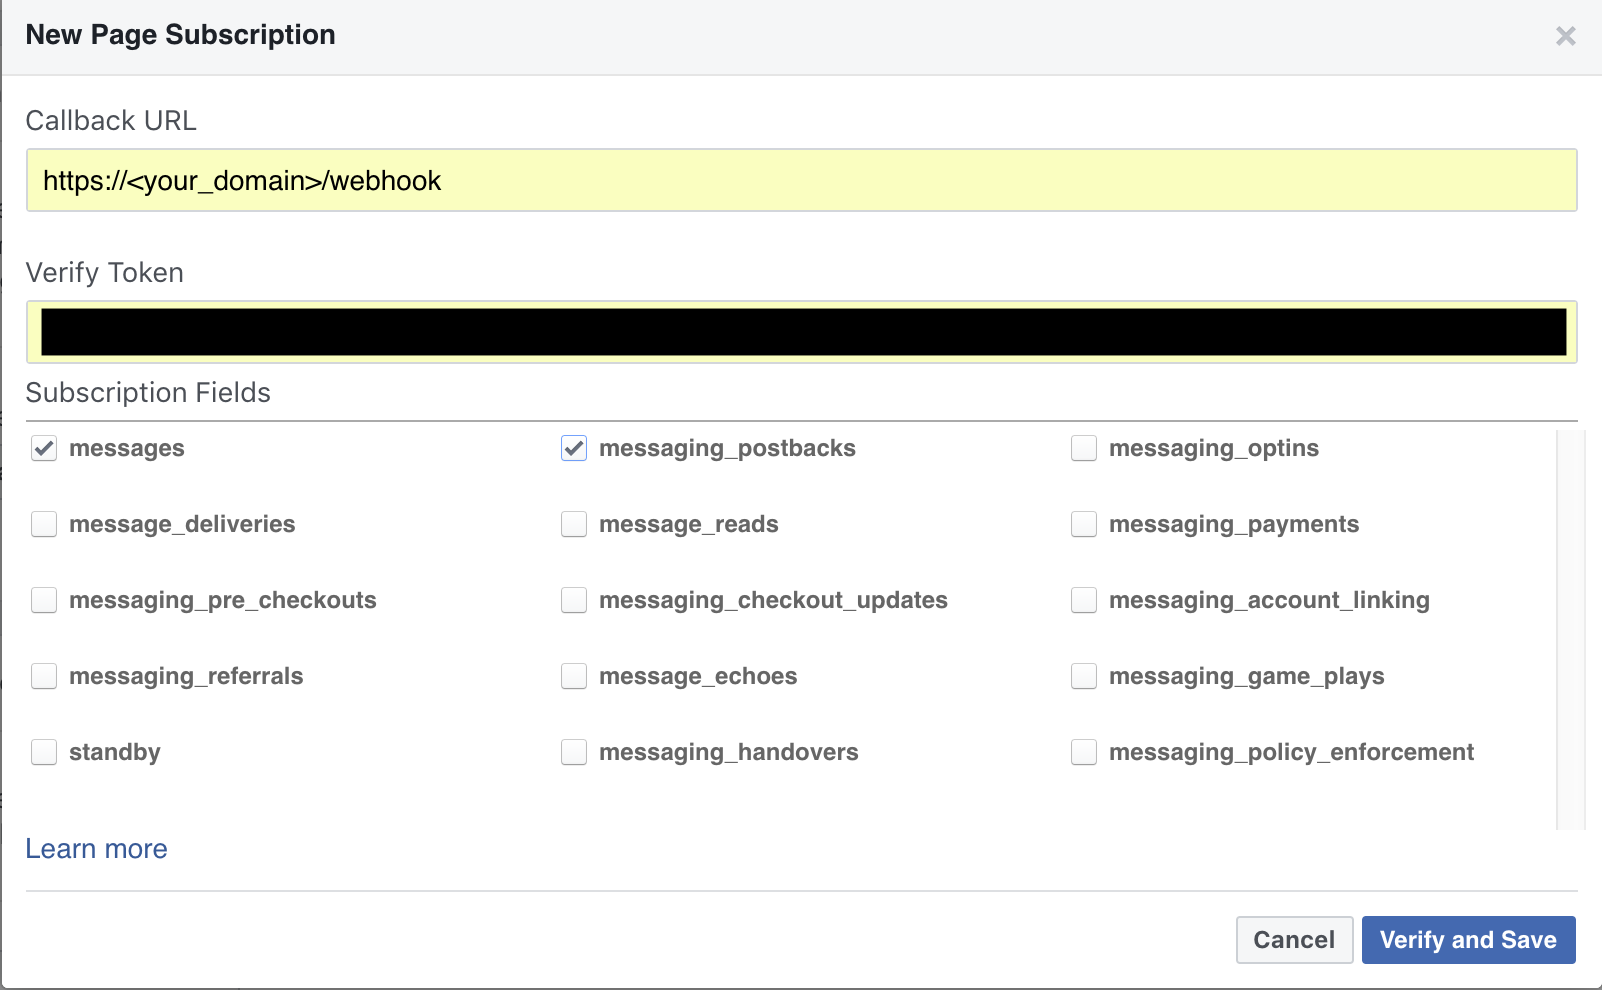 New Page Subscription
×
Callback URL
https://<your_domain>/webhook
Verify Token
Subscription Fields
messages messaging_postbacks messaging_optins
message_deliveries message_reads messaging_payments
messaging_pre_checkouts messaging_checkout_updates messaging_account_linking
messaging_referrals message_echoes messaging_game_plays
standby messaging_handovers messaging_policy_enforcement
Learn more
Cancel Verify and Save